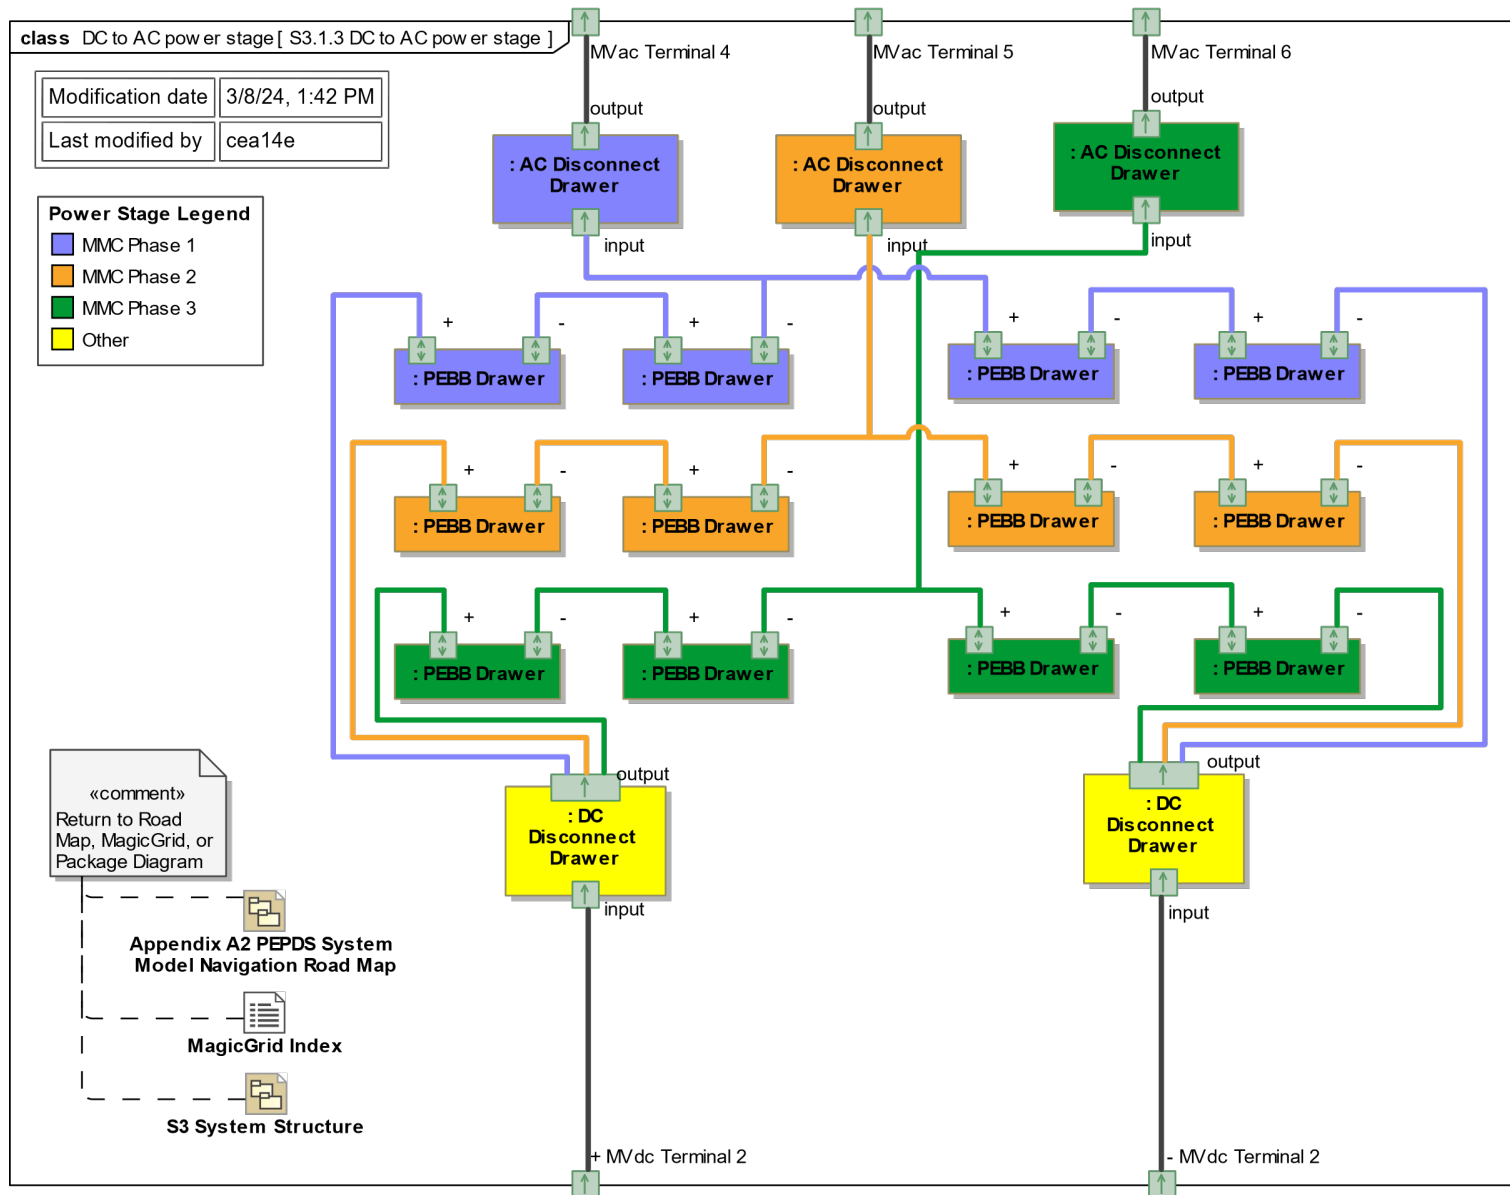 class DC to AC power stage [ S3.1.3 DC to AC power stage ]
MVac Terminal 4
MVac Terminal 5
MVac Terminal 6
Modification date 3/8/24, 1:42 PM
Last modified by cea14e
output
output
output
: AC Disconnect
Drawer
: AC Disconnect
Drawer
: AC Disconnect
Drawer
input
input
input
Power Stage Legend
MMC Phase 1
MMC Phase 2
MMC Phase 3
Other
+ - + - + - + -
: PEBB Drawer
: PEBB Drawer
: PEBB Drawer
: PEBB Drawer
+ - + - + - + -
: PEBB Drawer
: PEBB Drawer
: PEBB Drawer
: PEBB Drawer
+ - + - + - + -
: PEBB Drawer
: PEBB Drawer
: PEBB Drawer
: PEBB Drawer
output
: DC
Disconnect
Drawer
input
output
: DC
Disconnect
Drawer
input
«comment»
Return to Road
Map, MagicGrid, or
Package Diagram
Appendix A2 PEPDS System
Model Navigation Road Map
MagicGrid Index
S3 System Structure
+ MVdc Terminal 2
- MVdc Terminal 2